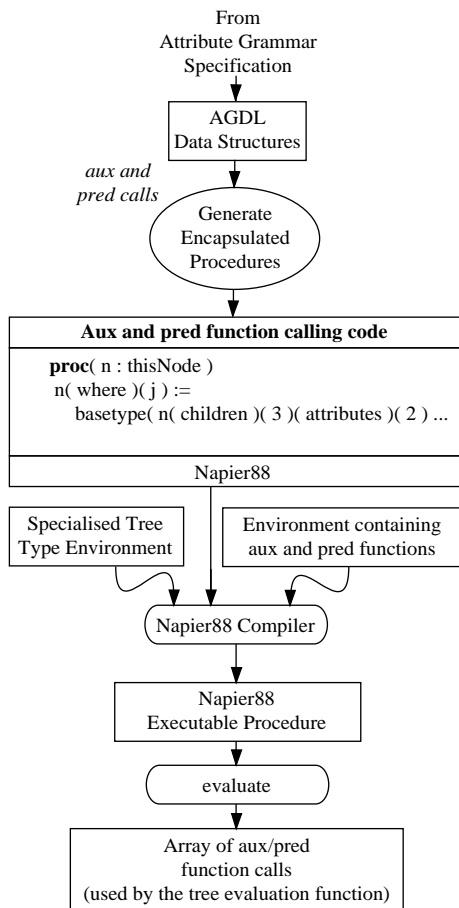 From
Attribute Grammar
Specification
AGDL
Data Structures
aux and
pred calls
Generate
Encapsulated
Procedures
Aux and pred function calling code
proc( n : thisNode )
n( where )( j ) :=
basetype( n( children )( 3 )( attributes )( 2 ) ...
Napier88
Specialised Tree
Type Environment
Environment containing
aux and pred functions
Napier88 Compiler
Napier88
Executable Procedure
evaluate
Array of aux/pred
function calls
(used by the tree evaluation function)